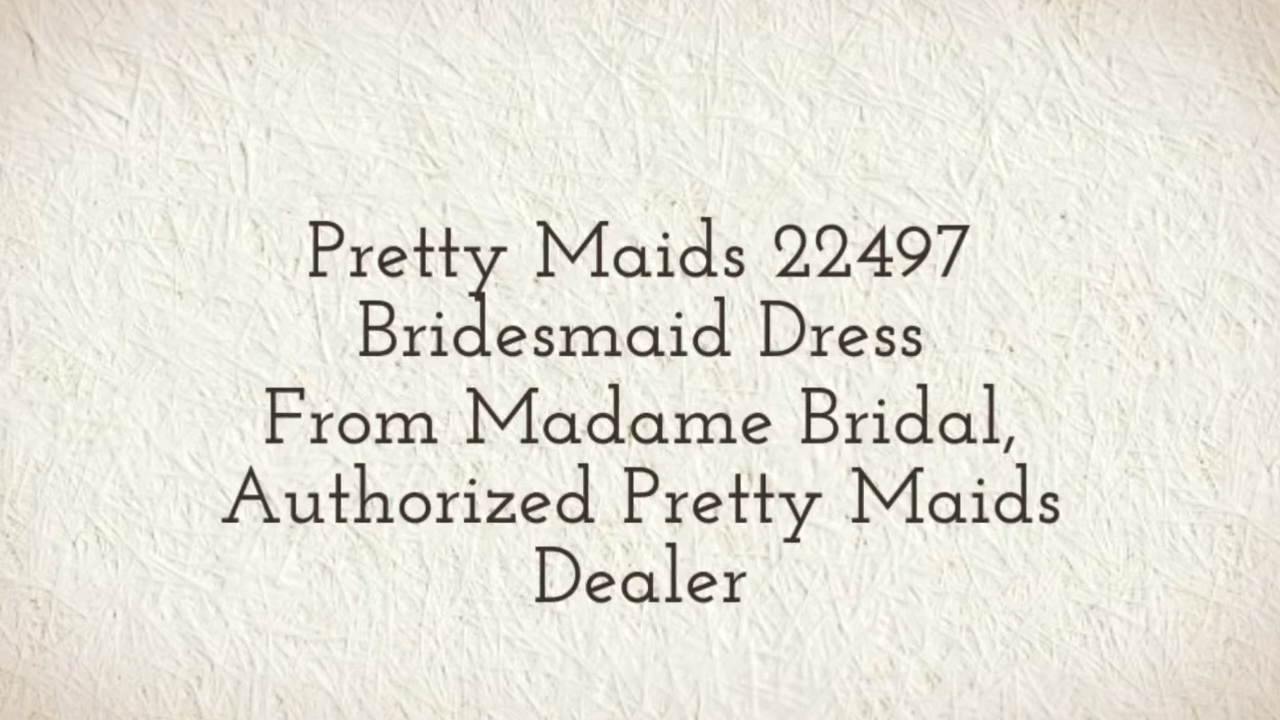 Pretty Maids 22497
Bridesmaid Dress
From Madame Bridal,
Authorized Pretty Maids
Dealer